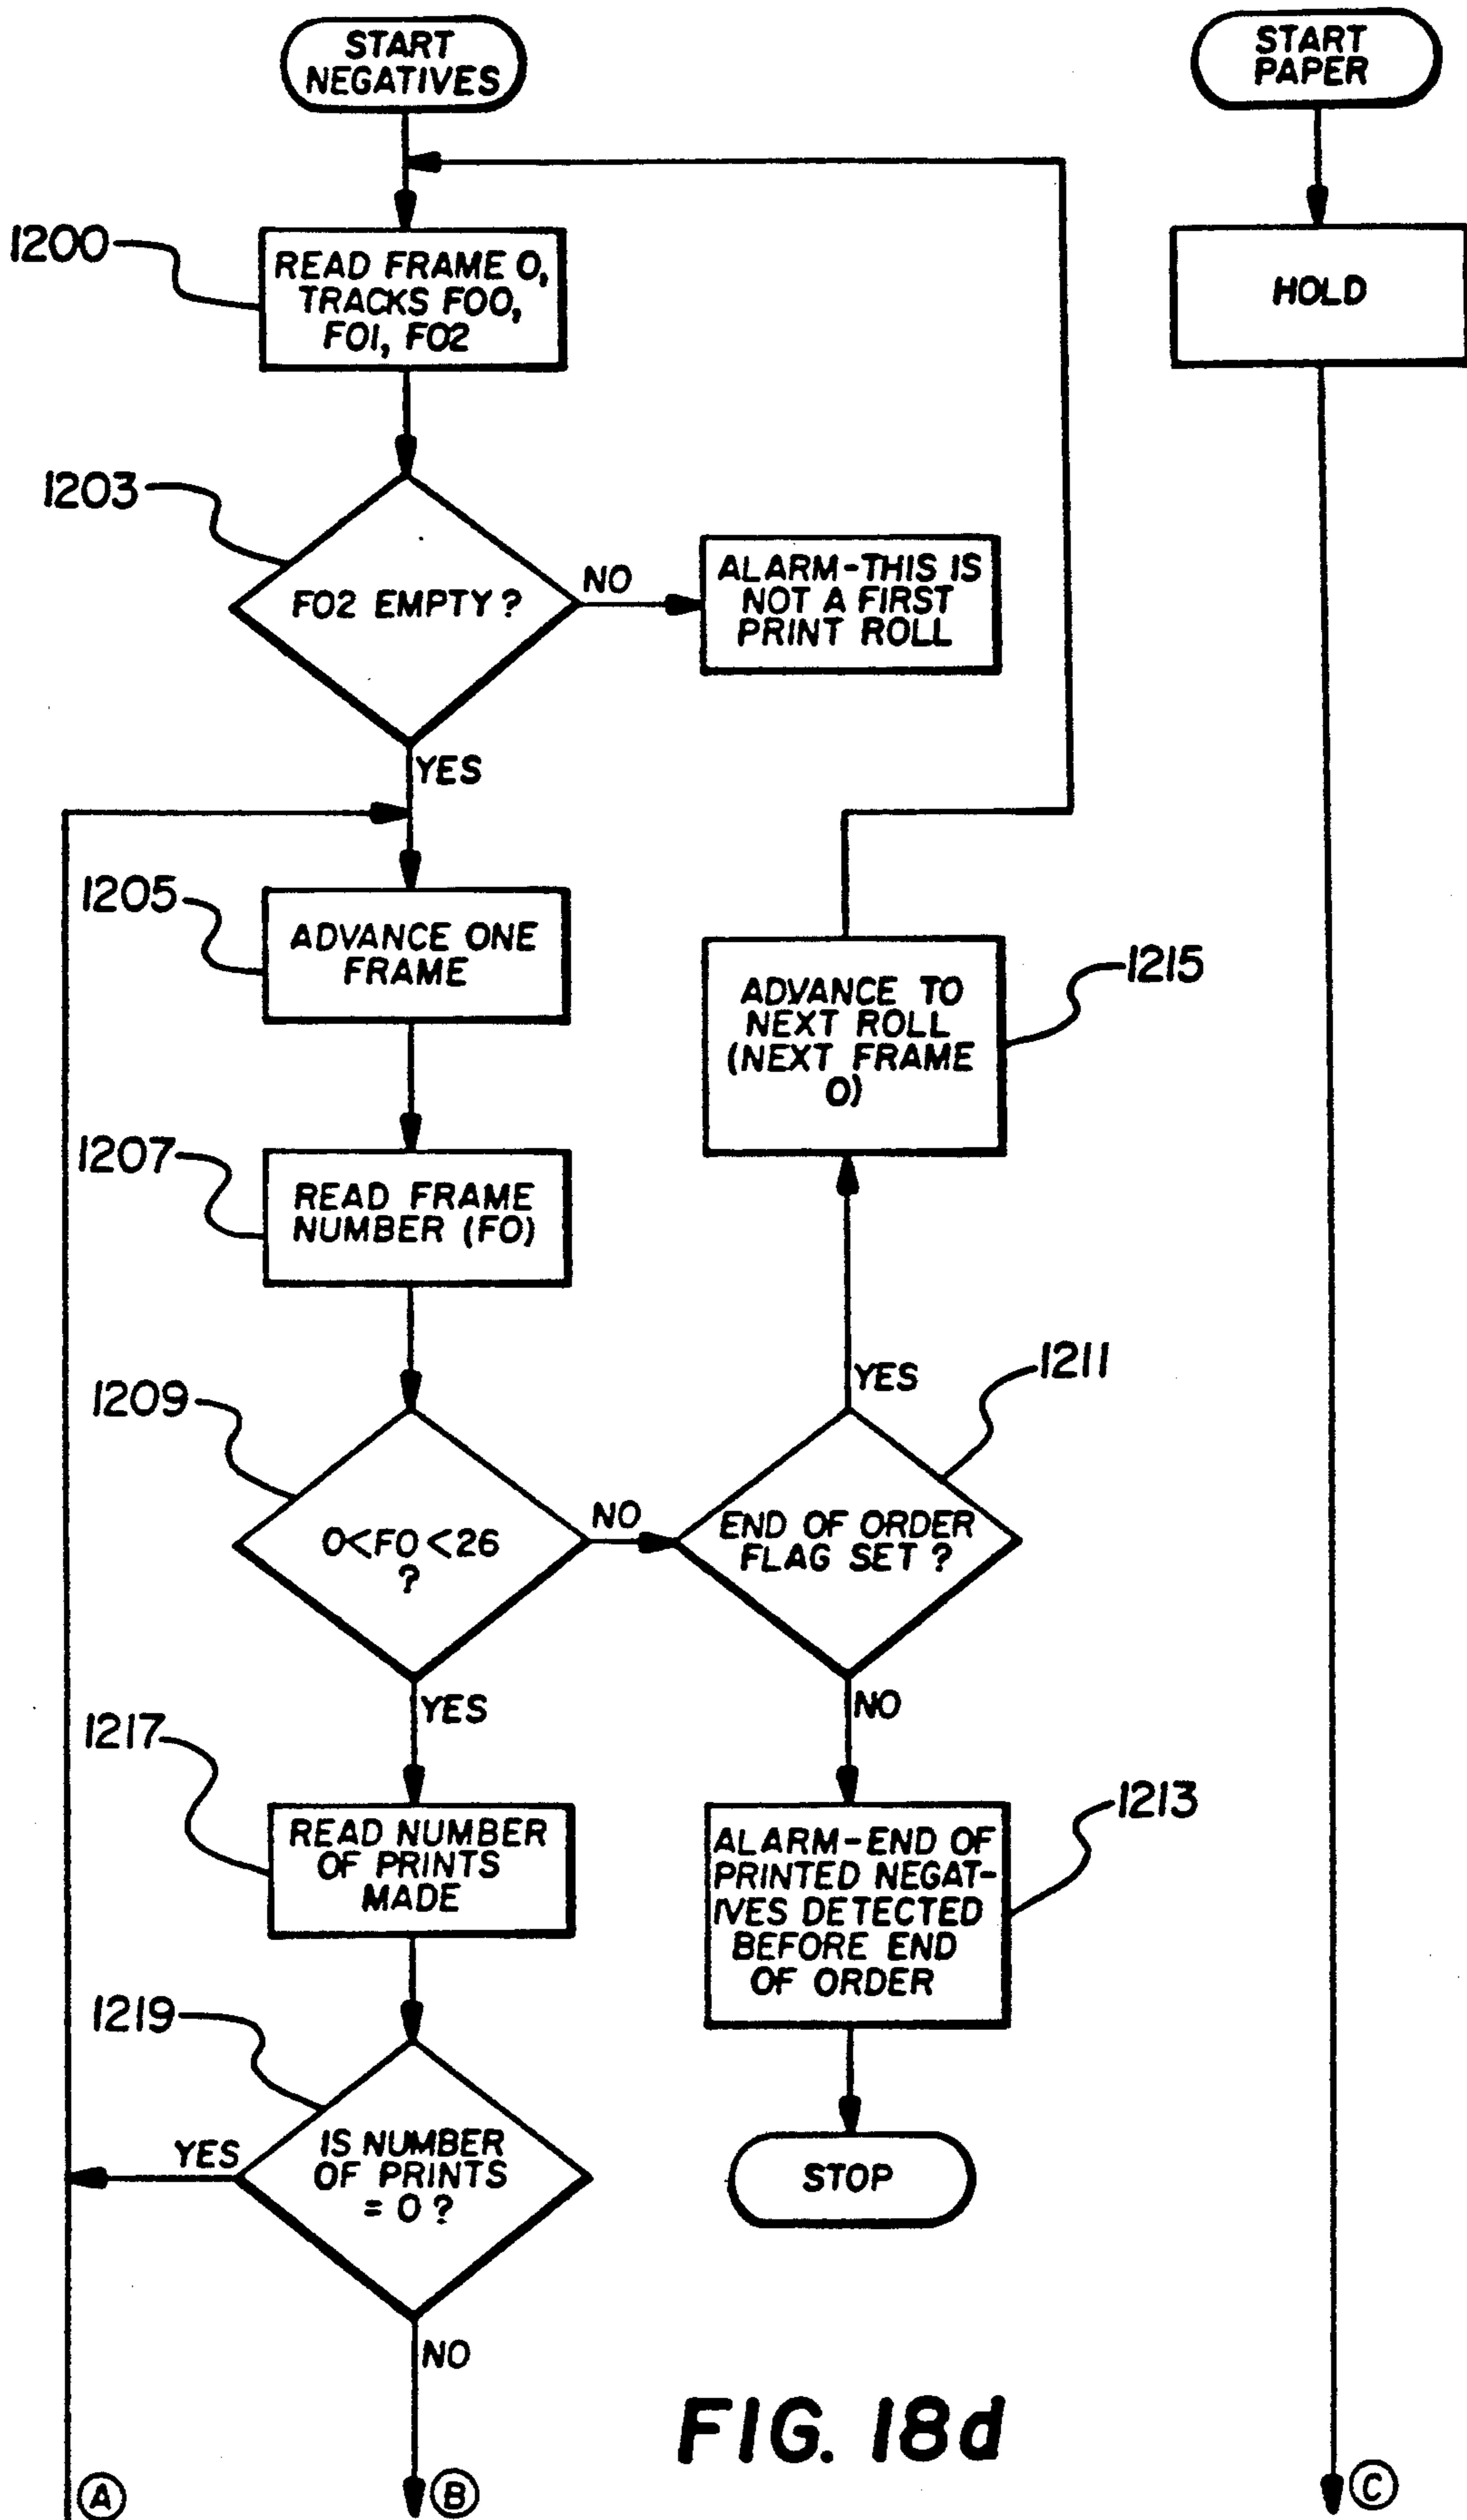 START
NEGATIVES
START
PAPER
1200
READ FRAME 0,
TRACKS F00,
F01, F02
HOLD
1203
F02 EMPTY ?
NO
ALARM-THIS IS
NOT A FIRST
PRINT ROLL
YES
1205
ADVANCE ONE
FRAME
ADVANCE TO
NEXT ROLL
(NEXT FRAME
0)
1215
1207
READ FRAME
NUMBER (F0)
1209
0<F0<26
?
NO
YES
1211
END OF ORDER
FLAG SET ?
YES
NO
1217
READ NUMBER
OF PRINTS
MADE
ALARM-END OF
PRINTED NEGAT-
IVES DETECTED
BEFORE END
OF ORDER
1213
1219
YES
IS NUMBER
OF PRINTS
= 0 ?
STOP
NO
FIG. 18d
A
B
C